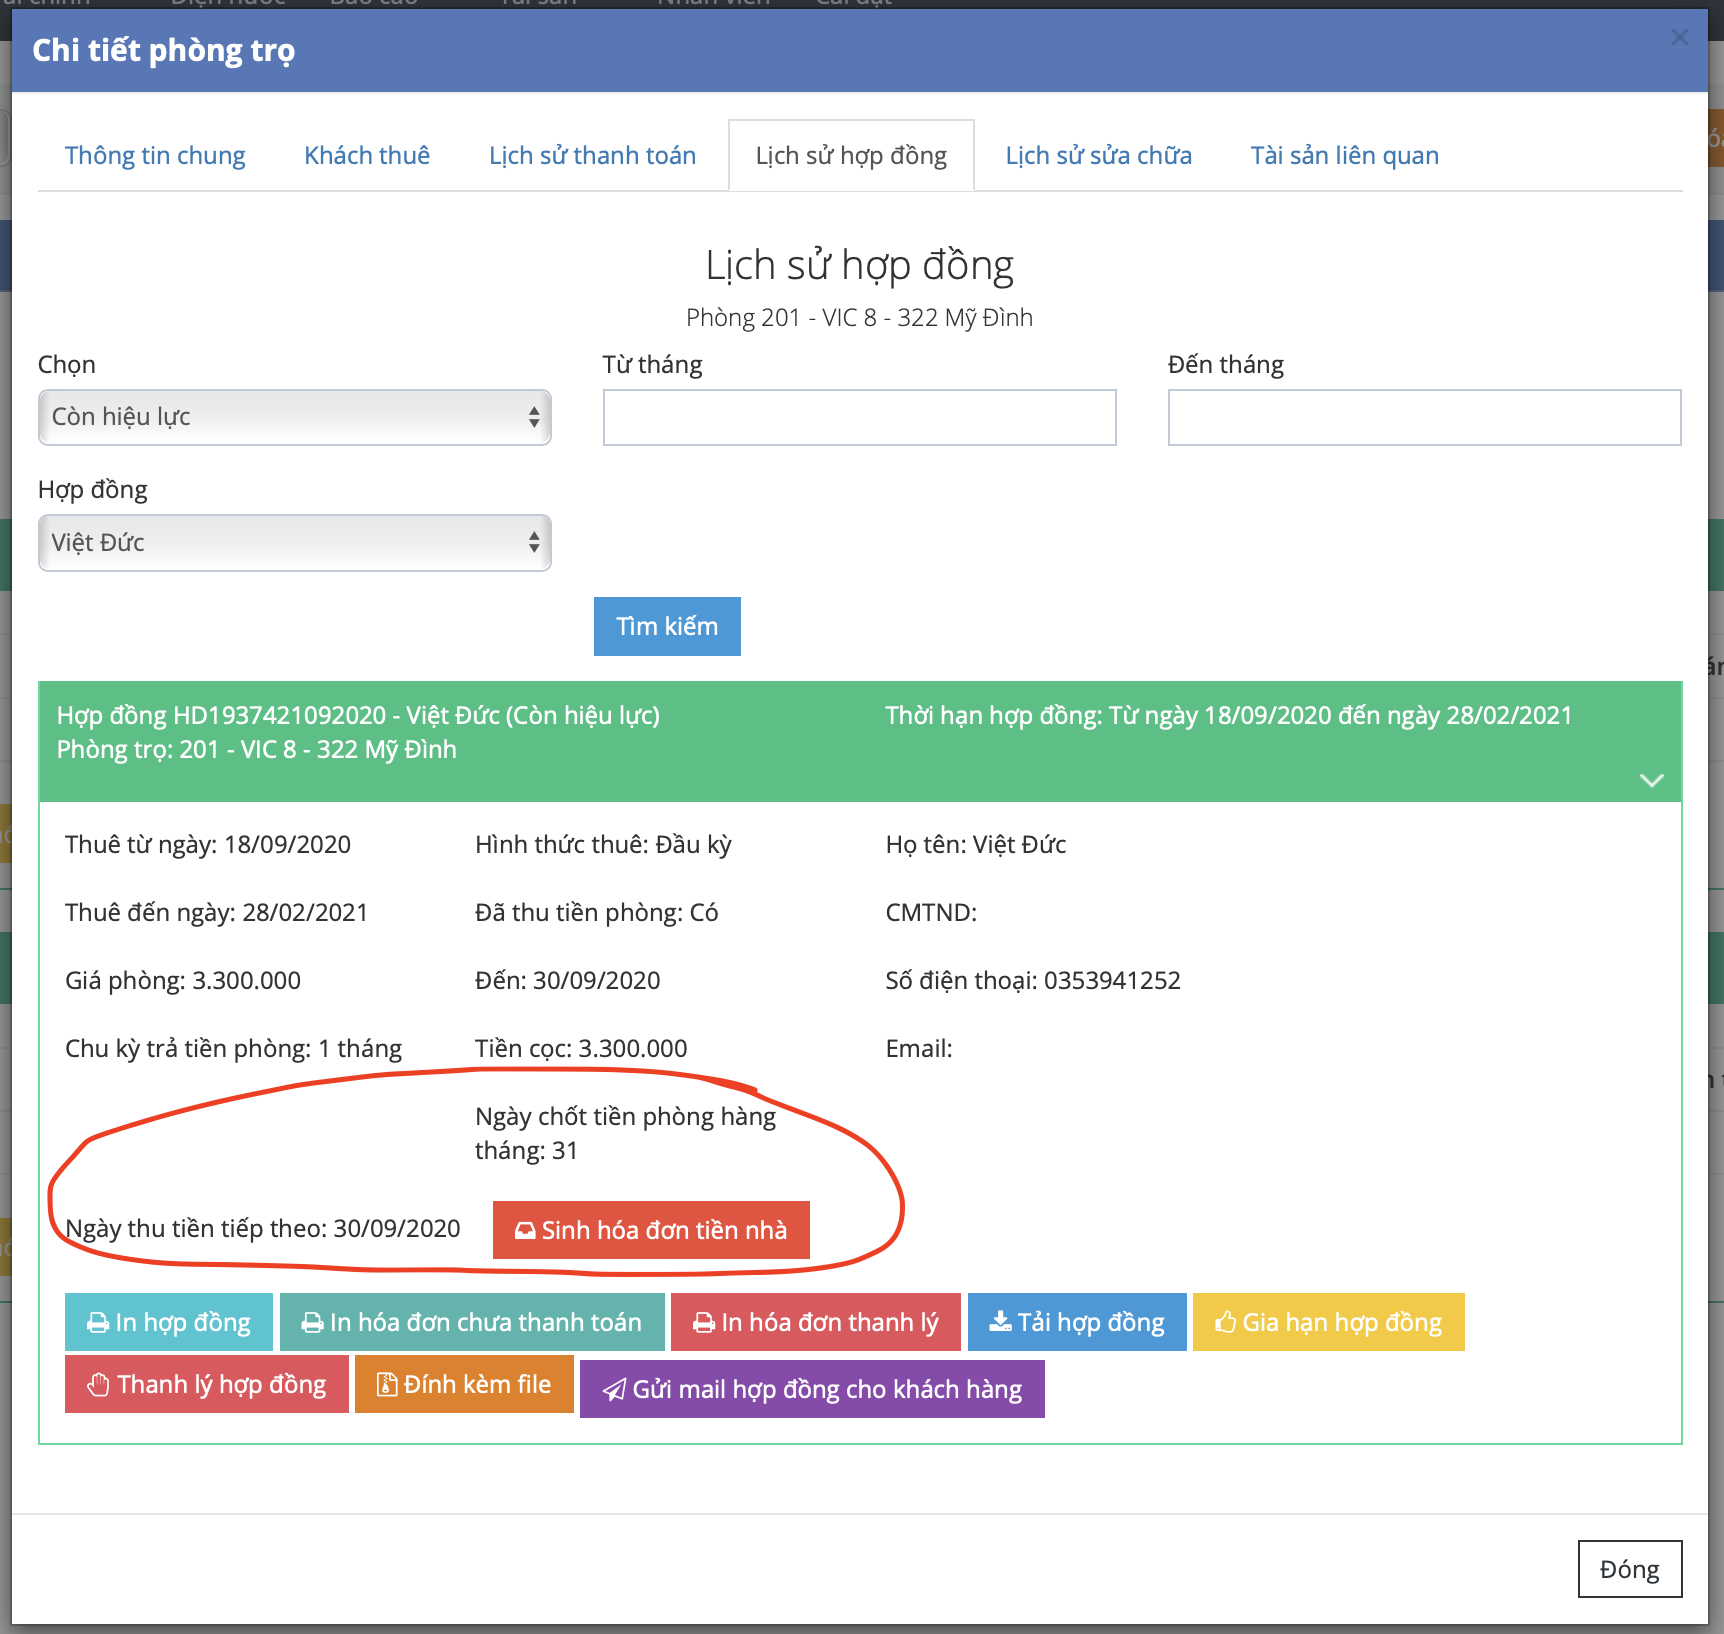 Chi tiết phòng trọ
Thông tin chung Khách thuê Lịch sử thanh toán Lịch sử hợp đồng Lịch sử sửa chữa Tài sản liên quan
Lịch sử hợp đồng
Phòng 201 - VIC 8 - 322 Mỹ Đình
Chọn Từ tháng Đến tháng
Còn hiệu lực
Hợp đồng
Việt Đức
Tìm kiếm
Hợp đồng HD1937421092020 - Việt Đức (Còn hiệu lực) Thời hạn hợp đồng: Từ ngày 18/09/2020 đến ngày 28/02/2021
Phòng trọ: 201 - VIC 8 - 322 Mỹ Đình
Thuê từ ngày: 18/09/2020 Hình thức thuê: Đầu kỳ Họ tên: Việt Đức
Thuê đến ngày: 28/02/2021 Đã thu tiền phòng: Có CMTND:
Giá phòng: 3.300.000 Đến: 30/09/2020 Số điện thoại: 0353941252
Chu kỳ trả tiền phòng: 1 tháng Tiền cọc: 3.300.000 Email:
Ngày chốt tiền phòng hàng
tháng: 31
Ngày thu tiền tiếp theo: 30/09/2020 Sinh hóa đơn tiền nhà
In hợp đồng In hóa đơn chưa thanh toán In hóa đơn thanh lý Tải hợp đồng Gia hạn hợp đồng
Thanh lý hợp đồng Đính kèm file Gửi mail hợp đồng cho khách hàng
Đóng